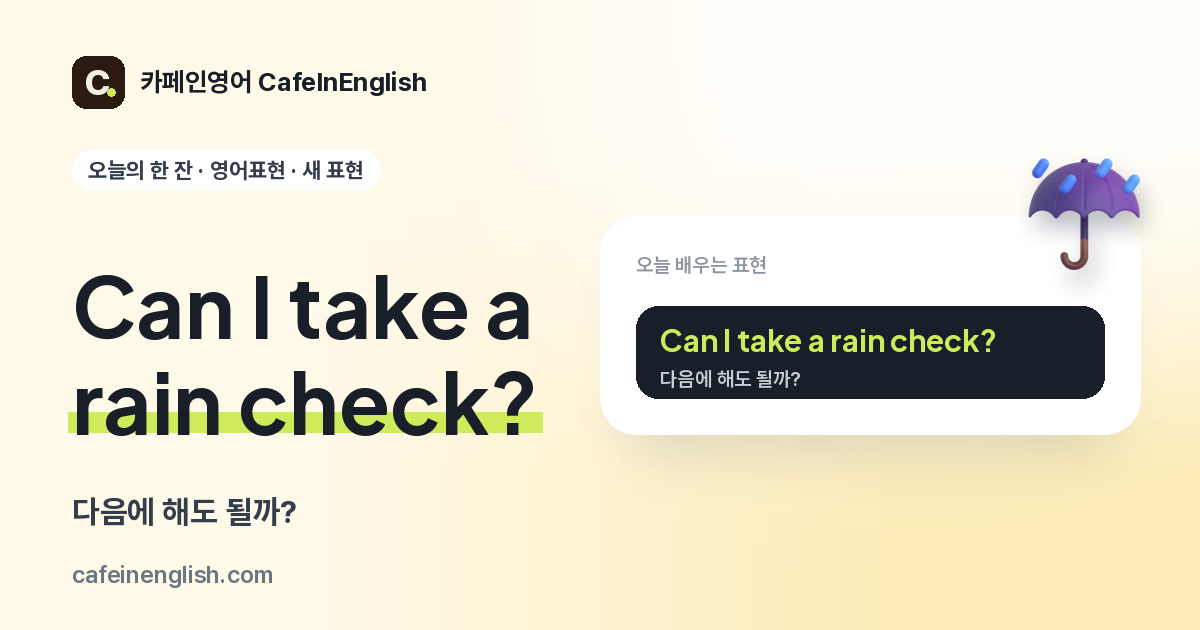 C
카페인영어 CafeInEnglish
오늘의 한 잔 · 영어표현 · 새 표현
Can I take a
rain check?
다음에 해도 될까?
cafeinenglish.com
오늘 배우는 표현
Can I take a rain check?
다음에 해도 될까?